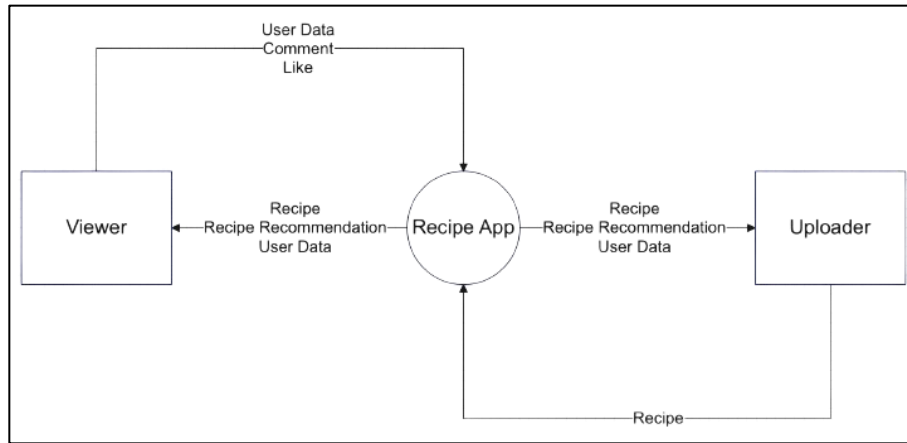 User Data
Comment
Like
Viewer
Recipe
Recipe Recommendation
User Data
Recipe App
Recipe
Recipe Recommendation
User Data
Uploader
Recipe